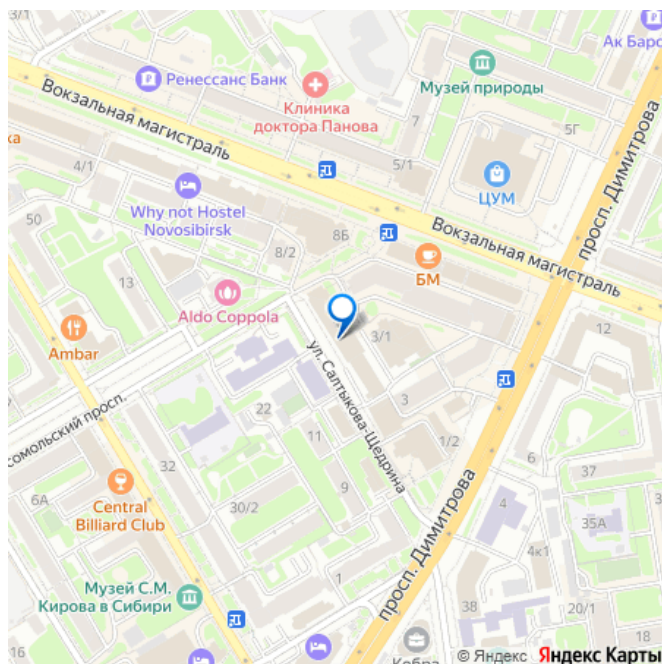 3/1
Ренессанс Банк
Клиника
доктора Панова
Музей природы
Ак Барс
Вокзальная магистраль
7
5Г
4/1
5/1
ЦУМ
просп. Димитрова
Why not Hostel
Novosibirsk
50
8Б
Вокзальная магистраль
8/2
БМ
13
Aldo Coppola
Ambar
3/1
12
ул. Салтыкова-Щедрина
сомольский просп.
22
3
11
1/2
32
6
37
6А
9
Central
Billiard Club
30/2
4
35А
просп. Димитрова
4к1
Музей С.М.
Кирова в Сибири
1
38
20/1
18
16
Кобра
© Яндекс Яндекс Карты